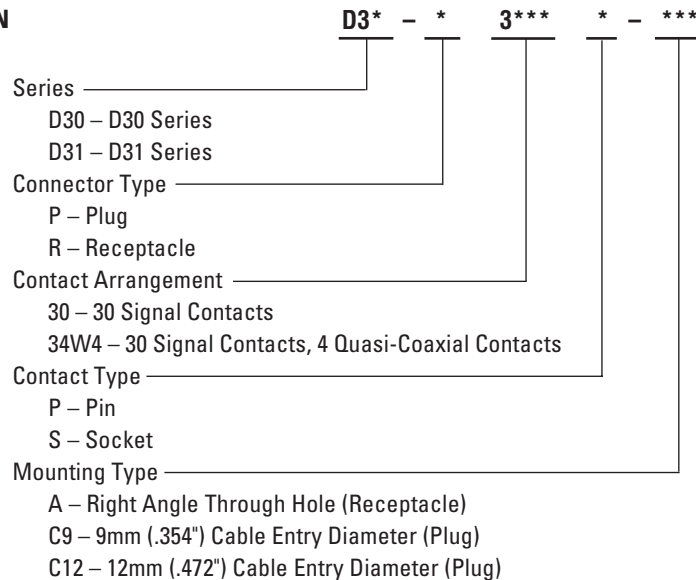 N
D3* – * 3*** * – ***
Series
D30 – D30 Series
D31 – D31 Series
Connector Type
P – Plug
R – Receptacle
Contact Arrangement
30 – 30 Signal Contacts
34W4 – 30 Signal Contacts, 4 Quasi-Coaxial Contacts
Contact Type
P – Pin
S – Socket
Mounting Type
A – Right Angle Through Hole (Receptacle)
C9 – 9mm (.354") Cable Entry Diameter (Plug)
C12 – 12mm (.472") Cable Entry Diameter (Plug)